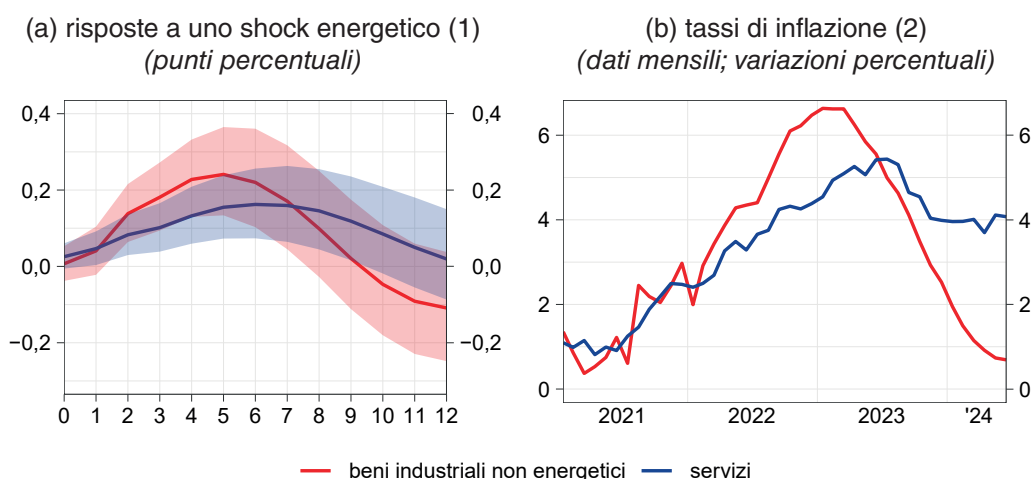 (a) risposte a uno shock energetico (1)
(punti percentuali)
(b) tassi di inflazione (2)
(dati mensili; variazioni percentuali)
0,4
0,2
0,0
−0,2
0,4
0,2
0,0
−0,2
0 1 2 3 4 5 6 7 8 9 10 11 12
6
4
2
0
6
4
2
0
2021 2022 2023 '24
beni industriali non energetici
servizi